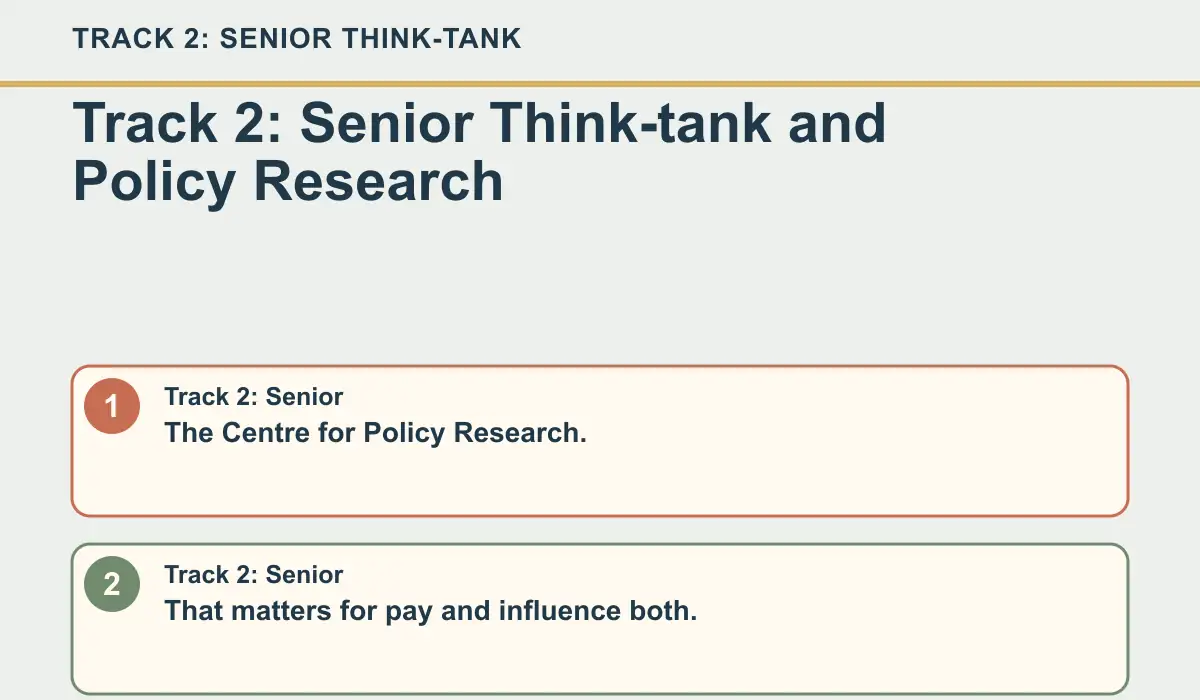 TRACK 2: SENIOR THINK-TANK
Track 2: Senior Think-tank and
Policy Research
1
Track 2: Senior
The Centre for Policy Research.
2
Track 2: Senior
That matters for pay and influence both.